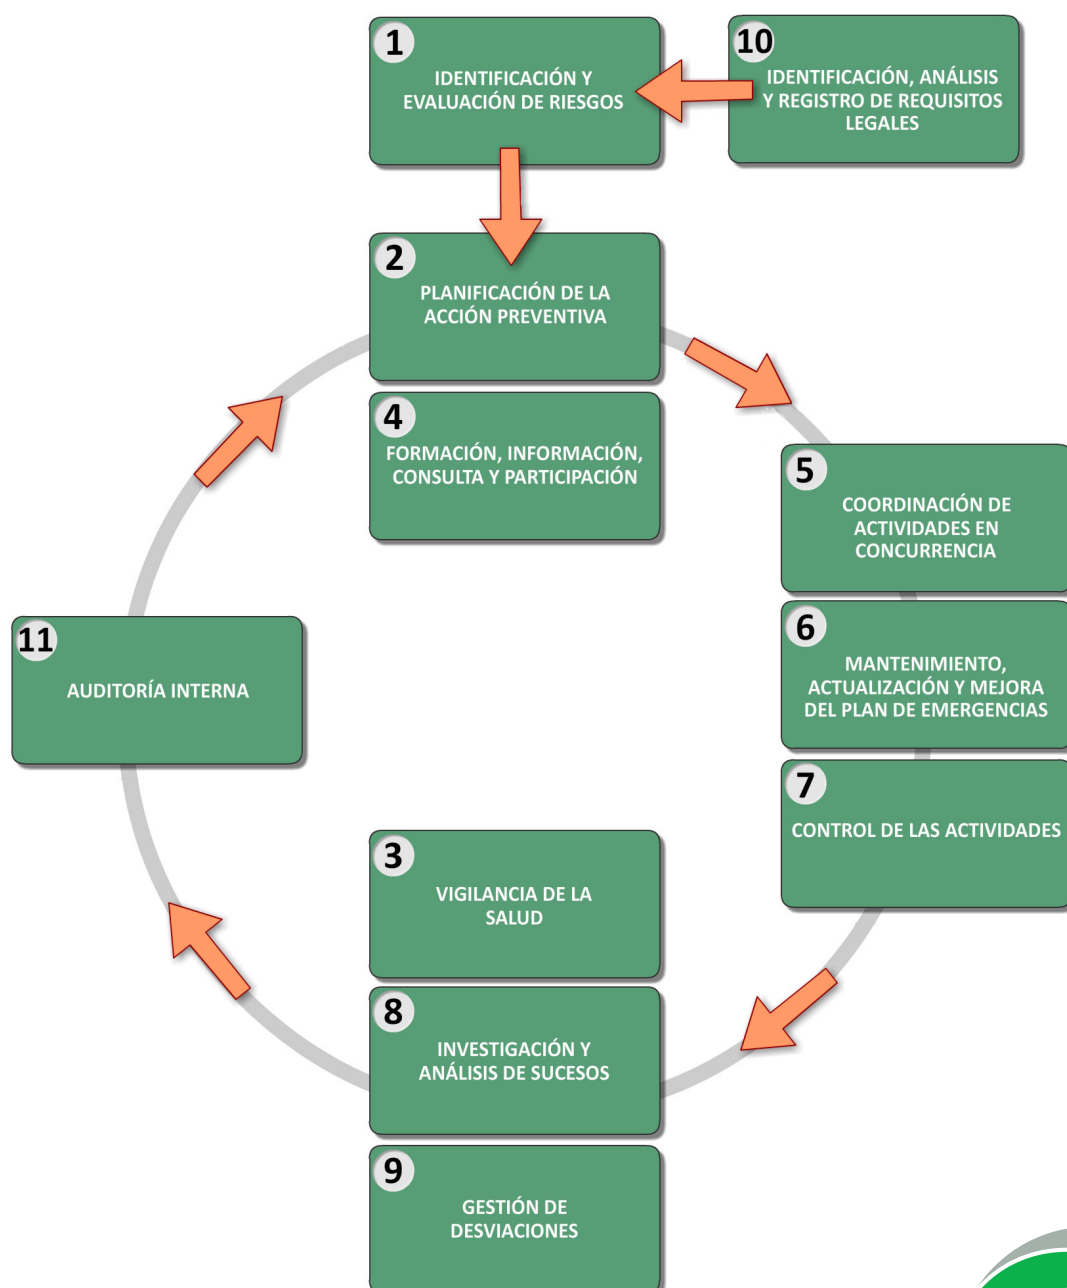 1
IDENTIFICACIÓN Y
EVALUACIÓN DE RIESGOS
10
IDENTIFICACIÓN, ANÁLISIS
Y REGISTRO DE REQUISITOS
LEGALES
2
PLANIFICACIÓN DE LA
ACCIÓN PREVENTIVA
4
FORMACIÓN, INFORMACIÓN,
CONSULTA Y PARTICIPACIÓN
5
COORDINACIÓN DE
ACTIVIDADES EN
CONCURRENCIA
6
MANTENIMIENTO,
ACTUALIZACIÓN Y MEJORA
DEL PLAN DE EMERGENCIAS
7
CONTROL DE LAS ACTIVIDADES
11
AUDITORÍA INTERNA
3
VIGILANCIA DE LA
SALUD
8
INVESTIGACIÓN Y
ANÁLISIS DE SUCESOS
9
GESTIÓN DE
DESVIACIONES